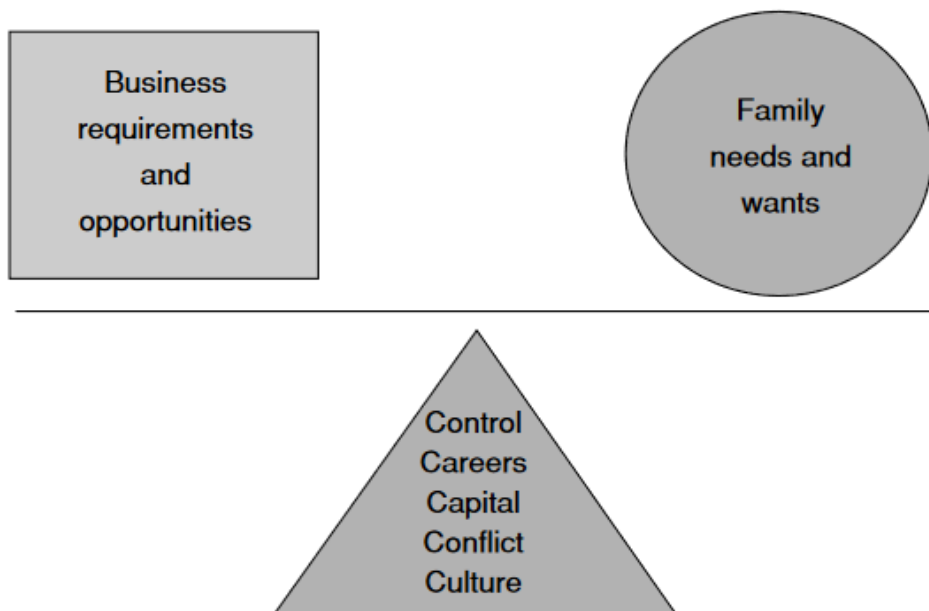 Business
requirements
and
opportunities
Family
needs and
wants
Control
Careers
Capital
Conflict
Culture